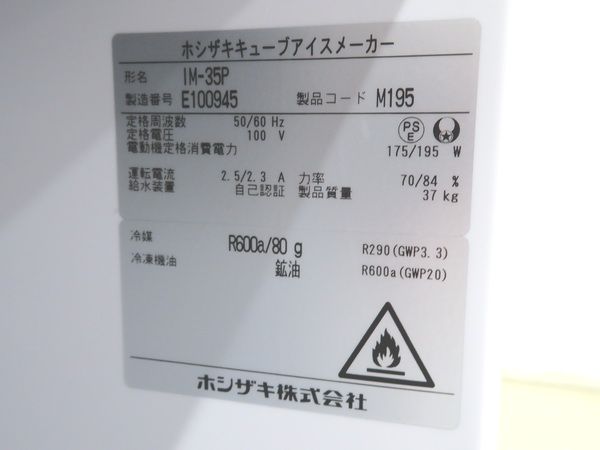 ホシザキキューブアイスメーカー
形名 IM-35P
製造番号 E100945 製品コード M195
定格周波数 50/60 Hz
定格電圧 100 V
電動機定格消費電力 175/195 W
PS E
運転電流 2.5/2.3 A 力率 70/84 %
給水装置 自己認証 製品質量 37 kg
冷媒 R600a/80 g R290(GWP3.3)
冷凍機油 鉱油 R600a(GWP20)
ホシザキ株式会社